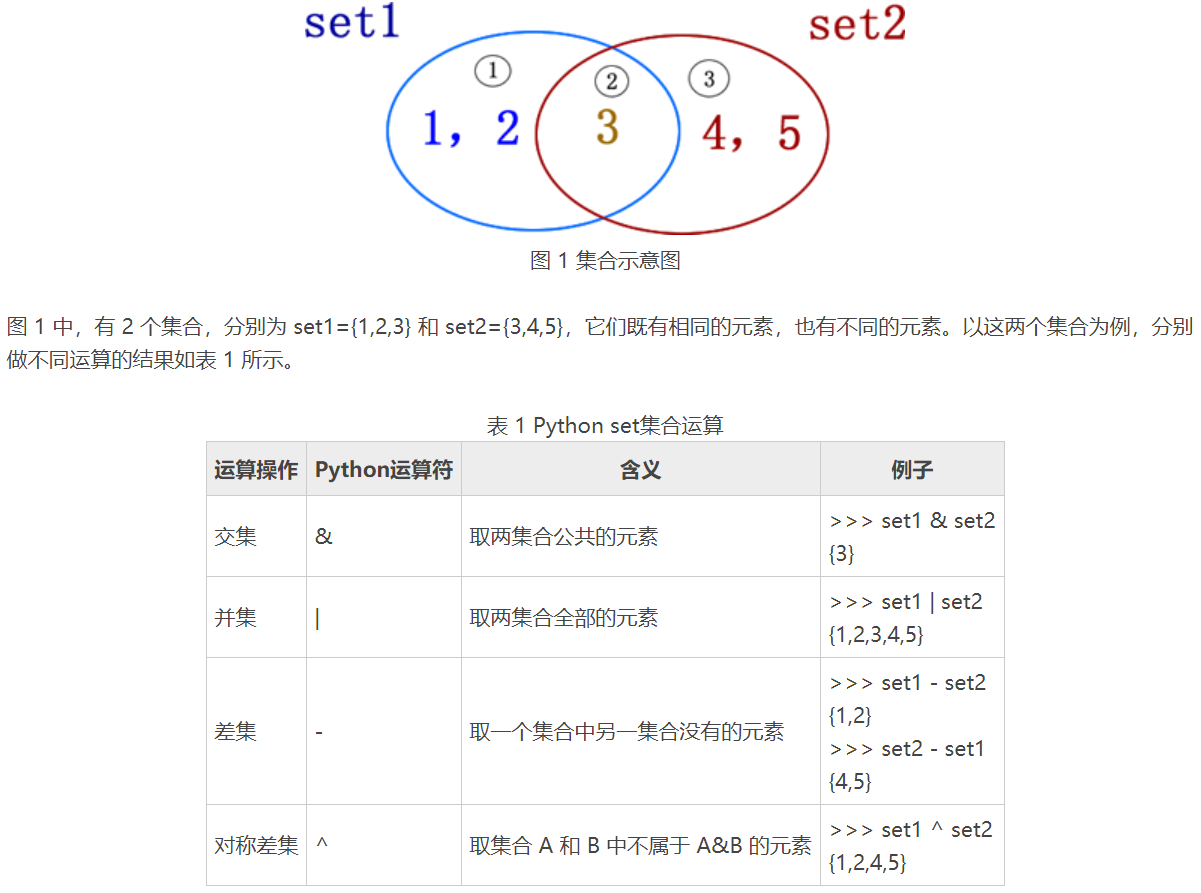 set1
set2
①
②
③
1，2
3
4，5
图 1 集合示意图
图 1 中，有 2 个集合，分别为 set1={1,2,3} 和 set2={3,4,5}，它们既有相同的元素，也有不同的元素。以这两个集合为例，分别
做不同运算的结果如表 1 所示。
表 1 Python set集合运算
运算操作 Python运算符 含义 例子
交集 & 取两集合公共的元素 >>> set1 & set2
{3}
并集 | 取两集合全部的元素 >>> set1 | set2
{1,2,3,4,5}
差集 - 取一个集合中另一集合没有的元素 >>> set1 - set2
{1,2}
>>> set2 - set1
{4,5}
对称差集 ^ 取集合 A 和 B 中不属于 A&B 的元素 >>> set1 ^ set2
{1,2,4,5}